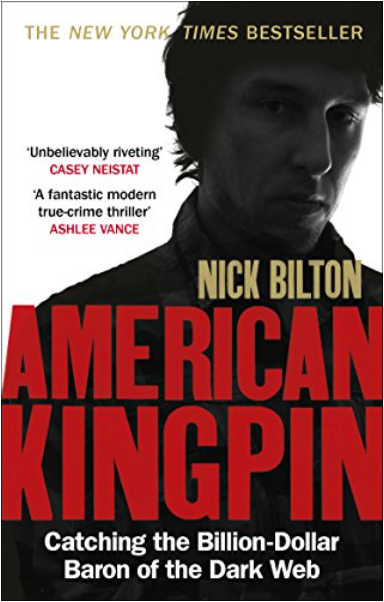 THE NEW YORK TIMES BESTSELLER
‘Unbelievably riveting’
CASEY NEISTAT
‘A fantastic modern
true-crime thriller’
ASHLEE VANCE
NICK BILTON
AMERICAN
KINGPIN
Catching the Billion-Dollar
Baron of the Dark Web